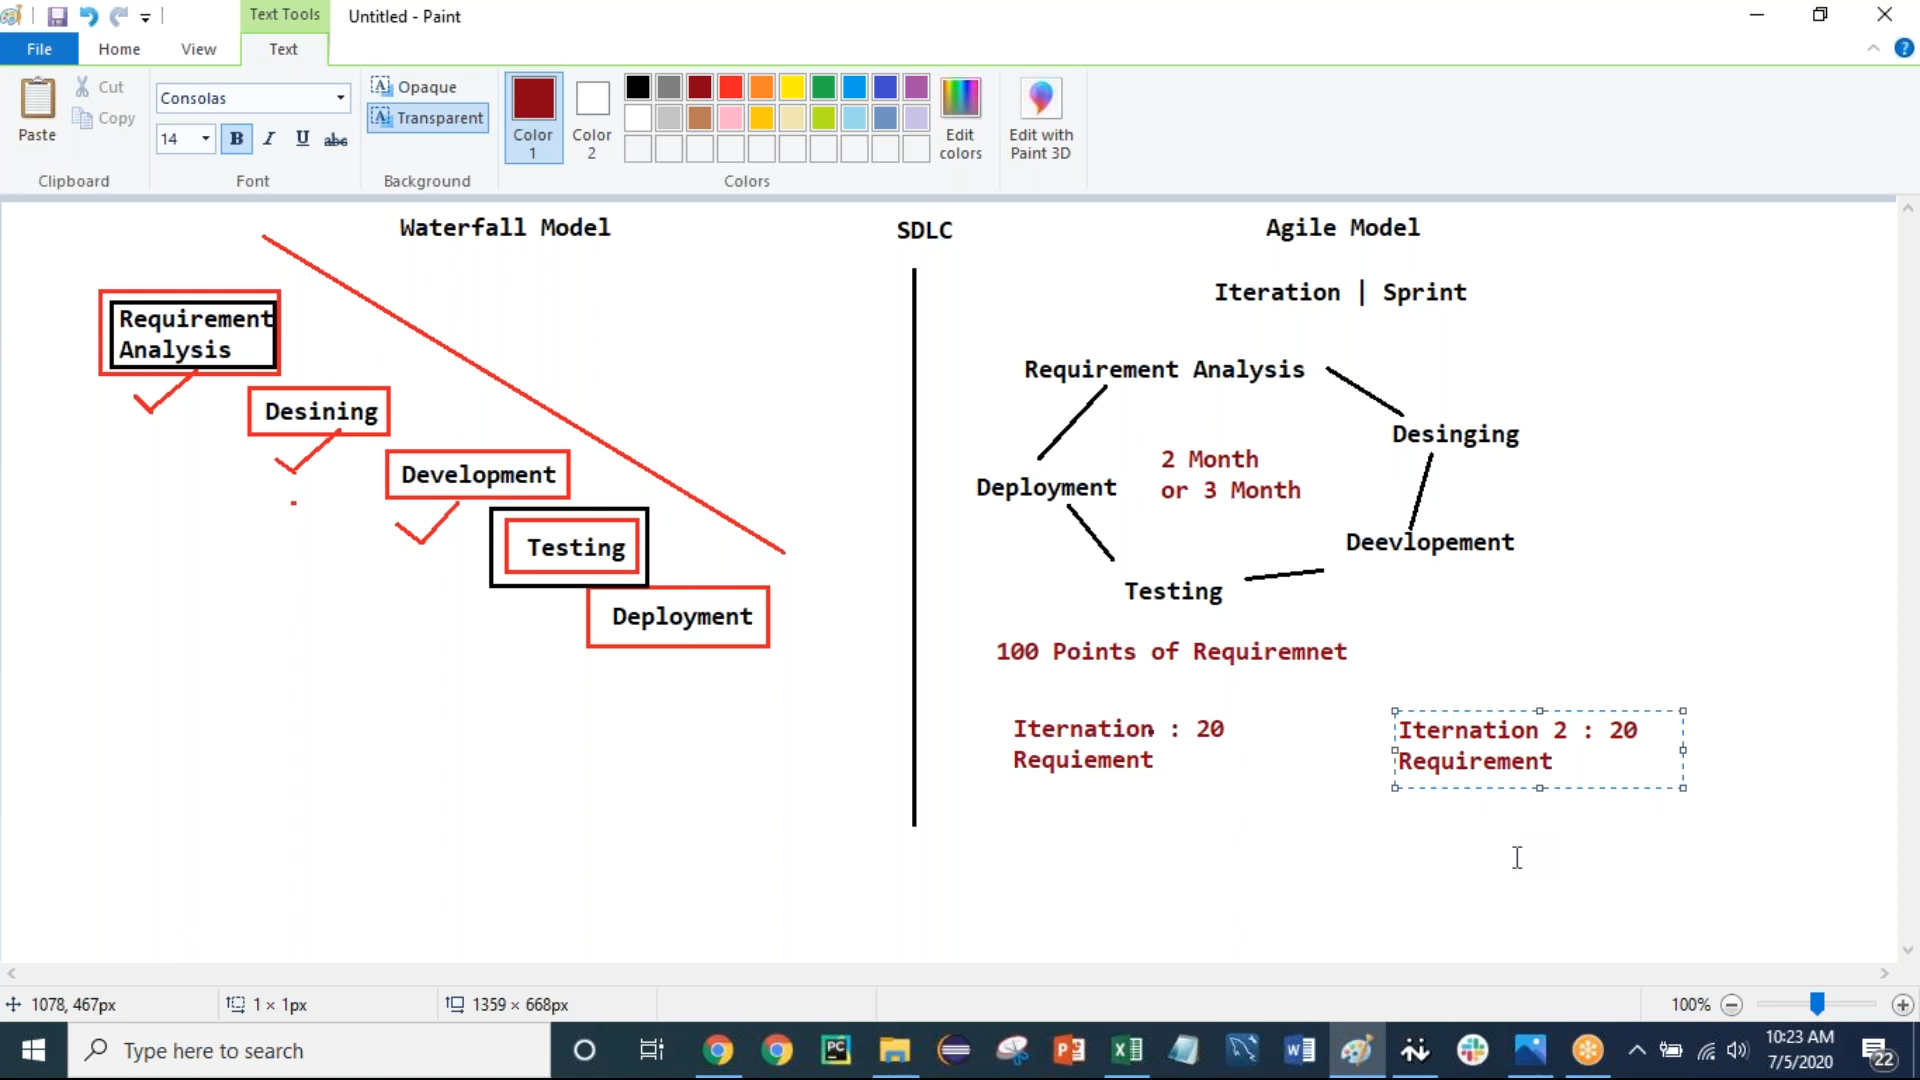 Text Tools
Untitled - Paint
File
Home
View
Text
Paste
Cut
Copy
Clipboard
Consolas
14
B
I
U
abc
Font
Opaque
Transparent
Background
Color
1
Color
2
Edit
colors
Colors
Edit with
Paint 3D
Waterfall Model
SDLC
Agile Model
Iteration | Sprint
Requirement
Analysis
Desining
Development
Testing
Deployment
Requirement Analysis
Desinging
2 Month
or 3 Month
Deployment
Deevlopement
Testing
100 Points of Requiremnet
Iternation : 20
Requiement
Iternation 2 : 20
Requirement
1078, 467px
1 × 1px
1359 × 668px
100%
Type here to search
10:23 AM
7/5/2020
22